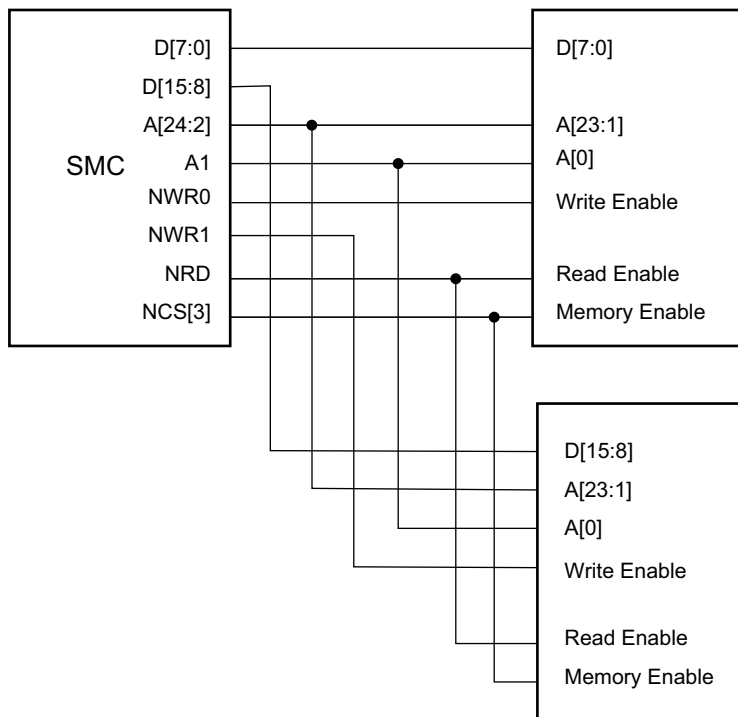 D[7:0]
D[15:8]
A[24:2]
SMC
A1
NWR0
NWR1
NRD
NCS[3]
D[7:0]
A[23:1]
A[0]
Write Enable
Read Enable
Memory Enable
D[15:8]
A[23:1]
A[0]
Write Enable
Read Enable
Memory Enable